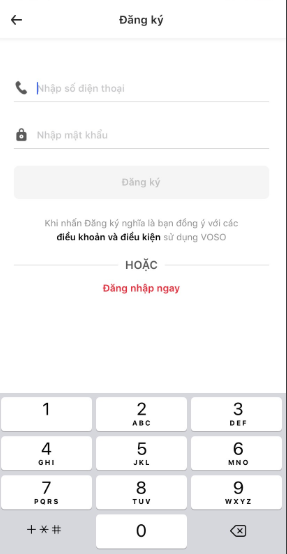 Đăng ký
Nhập số điện thoại
Nhập mật khẩu
Đăng ký
Khi nhấn Đăng ký nghĩa là bạn đồng ý với các
điều khoản và điều kiện sử dụng VOSO
HOẶC
Đăng nhập ngay
1 2 3
ABC DEF
4 5 6
GHI JKL MNO
7 8 9
PQRS TUV WXYZ
+*# 0